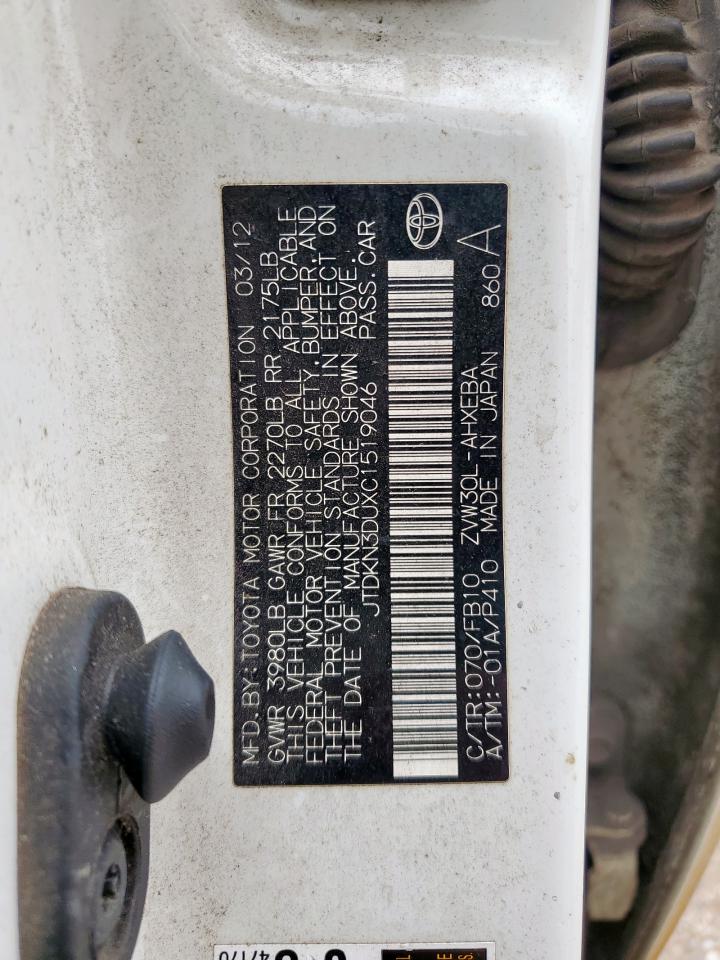 MFD. BY: TOYOTA MOTOR CORPORATION 03/12
GVWR 3980LB GAWR FR 2270LB RR 2175LB
THIS VEHICLE CONFORMS TO ALL APPLICABLE
FEDERAL MOTOR VEHICLE SAFETY, BUMPER, AND
THEFT PREVENTION STANDARDS IN EFFECT ON
THE DATE OF MANUFACTURE SHOWN ABOVE.
JTDKN3DUXC1519046 PASS. CAR
C/TR: 070/FB10 ZVW30L-AHXEBA
A/TM: -01A/P410 MADE IN JAPAN 860 A